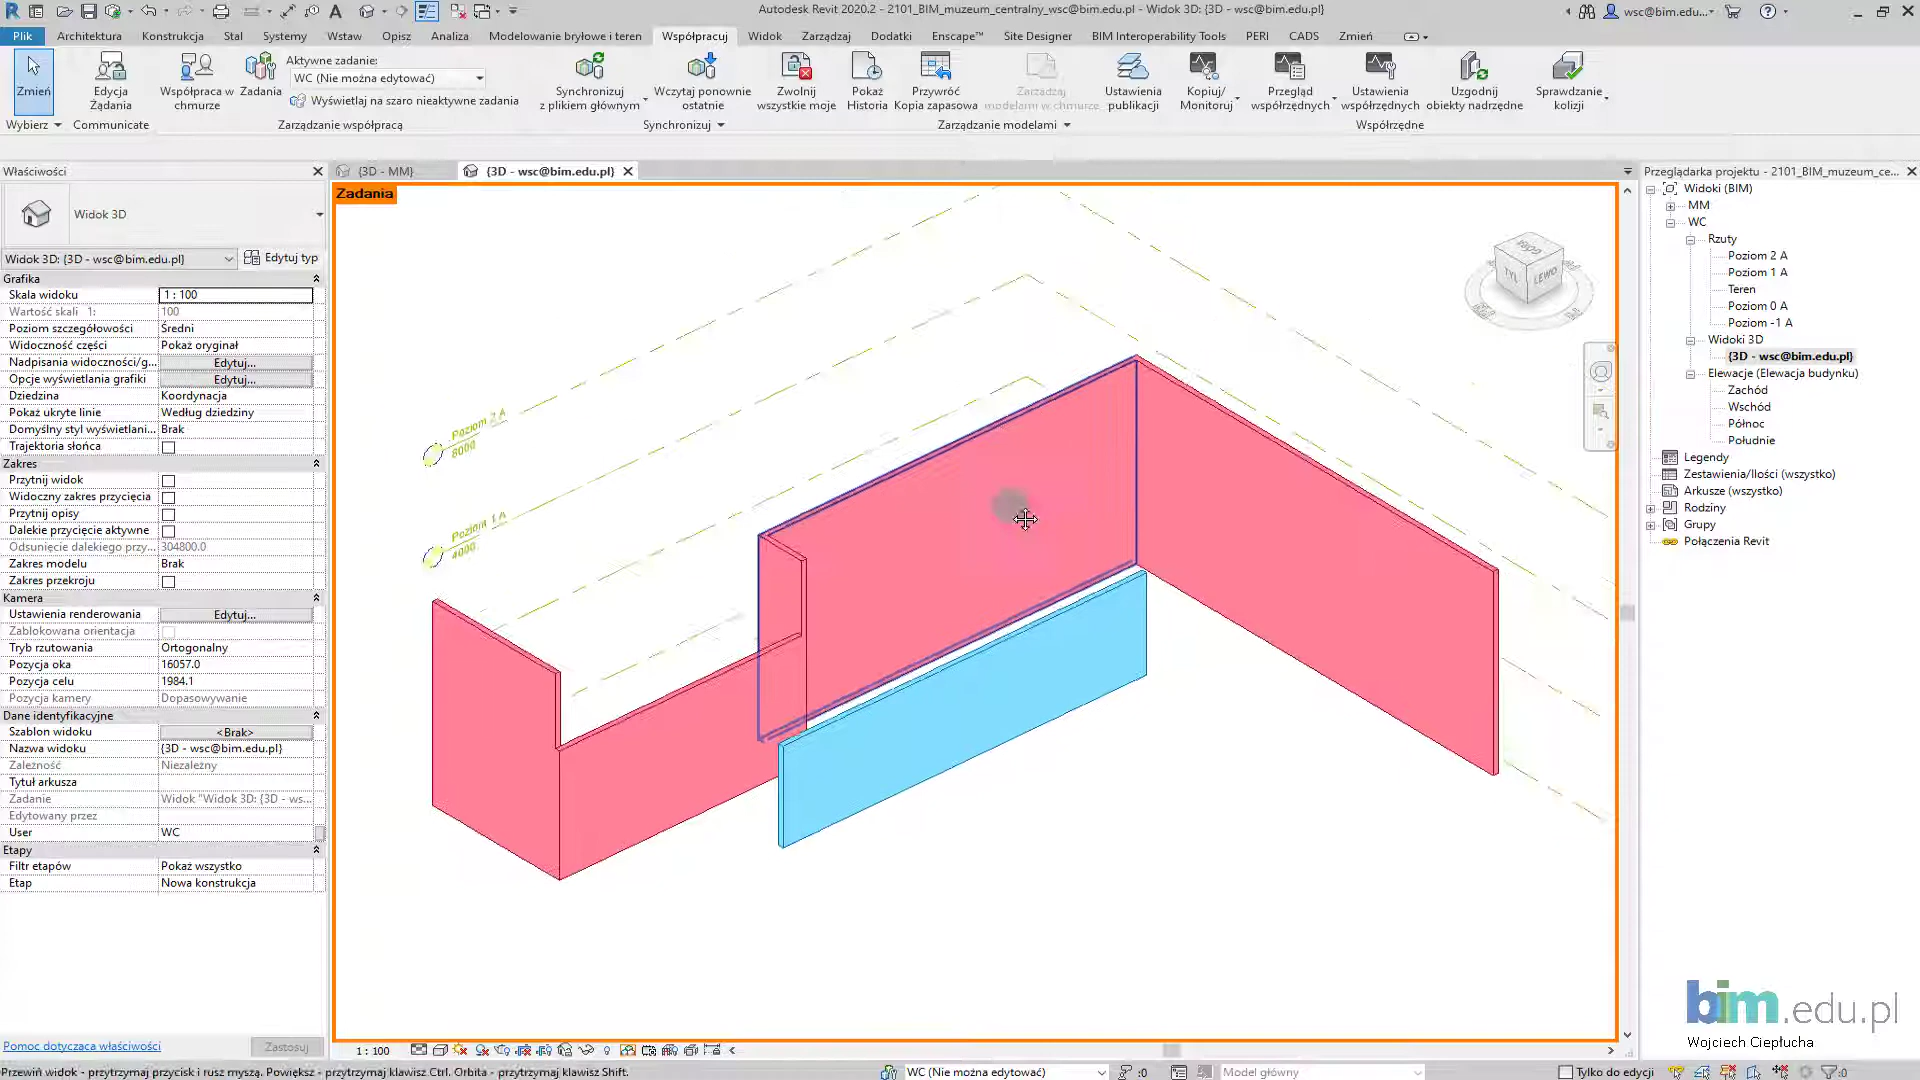 Autodesk Revit 2020.2 - 2101_BIM_muzeum_centralny_wsc@bim.edu.pl - Widok 3D: {3D - wsc@bim.edu.pl}
wsc@bim.edu...
Plik Architektura Konstrukcja Stal Systemy Wstaw Opisz Analiza Modelowanie bryłowe i teren Współpracuj Widok Zarządzaj Dodatki Enscape™ Site Designer BIM Interoperability Tools PERI CADS Zmień
Zmień
Edycja Żądania
Współpraca w chmurze
Zadania
Aktywne zadanie:
WC (Nie można edytować)
Wyświetlaj na szaro nieaktywne zadania
Synchronizuj z plikiem głównym
Wczytaj ponownie ostatnie
Zwolnij wszystkie moje
Pokaż Historia
Przywróć Kopia zapasowa
Zarządzaj modelami w chmurze
Ustawienia publikacji
Kopiuj/ Monitoruj
Przegląd współrzędnych
Ustawienia współrzędnych
Uzgodnij obiekty nadrzędne
Sprawdzanie kolizji
Wybierz Communicate Zarządzanie współpracą Synchronizuj Zarządzanie modelami Współrzędne
Właściwości
Widok 3D
Widok 3D: {3D - wsc@bim.edu.pl} Edytuj typ
Grafika
Skala widoku 1 : 100
Wartość skali 1: 100
Poziom szczegółowości Średni
Widoczność części Pokaż oryginał
Nadpisania widoczności/g... Edytuj...
Opcje wyświetlania grafiki Edytuj...
Dziedzina Koordynacja
Pokaż ukryte linie Według dziedziny
Domyślny styl wyświetlani... Brak
Trajektoria słońca
Zakres
Przytnij widok
Widoczny zakres przycięcia
Przytnij opisy
Dalekie przycięcie aktywne
Odsunięcie dalekiego przy... 304800.0
Zakres modelu Brak
Zakres przekroju
Kamera
Ustawienia renderowania Edytuj...
Zablokowana orientacja
Tryb rzutowania Ortogonalny
Pozycja oka 16057.0
Pozycja celu 1984.1
Pozycja kamery Dopasowywanie
Dane identyfikacyjne
Szablon widoku <Brak>
Nazwa widoku {3D - wsc@bim.edu.pl}
Zależność Niezależny
Tytuł arkusza
Zadanie Widok "Widok 3D: {3D - ws...
Edytowany przez
User WC
Etapy
Filtr etapów Pokaż wszystko
Etap Nowa konstrukcja
Pomoc dotycząca właściwości Zastosuj
{3D - MM} {3D - wsc@bim.edu.pl}
Zadania
Poziom 2 A
8000
Poziom 1 A
4000
TYŁ LEWO
1 : 100
Przeglądarka projektu - 2101_BIM_muzeum_ce...
Widoki (BIM)
MM
WC
Rzuty
Poziom 2 A
Poziom 1 A
Teren
Poziom 0 A
Poziom -1 A
Widoki 3D
{3D - wsc@bim.edu.pl}
Elewacje (Elewacja budynku)
Zachód
Wschód
Północ
Południe
Legendy
Zestawienia/Ilości (wszystko)
Arkusze (wszystko)
Rodziny
Grupy
Połączenia Revit
bim.edu.pl
Wojciech Ciepłucha
Przewiń widok - przytrzymaj przycisk i rusz myszą. Powiększ - przytrzymaj klawisz Ctrl. Orbita - przytrzymaj klawisz Shift.
WC (Nie można edytować) :0 Model główny Tylko do edycji :0